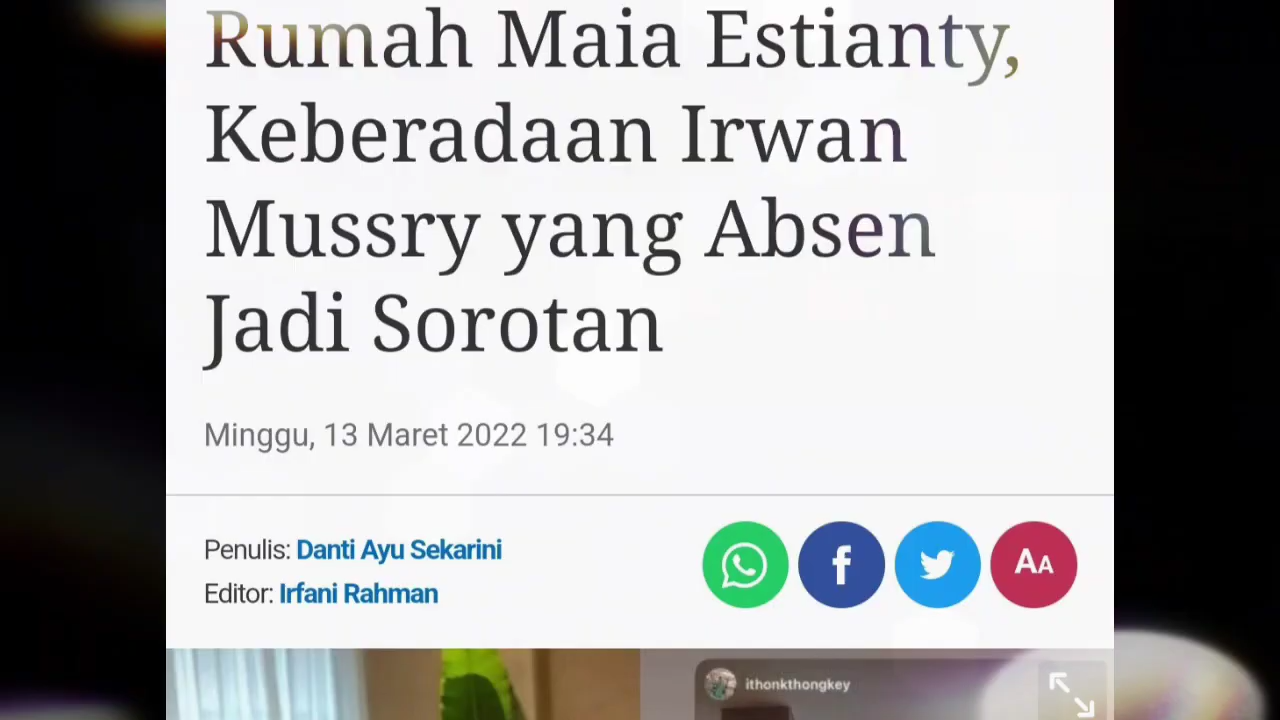 Rumah Maia Estianty,
Keberadaan Irwan
Mussry yang Absen
Jadi Sorotan
Minggu, 13 Maret 2022 19:34
Penulis: Danti Ayu Sekarini
Editor: Irfani Rahman
AA
ithonkthongkey